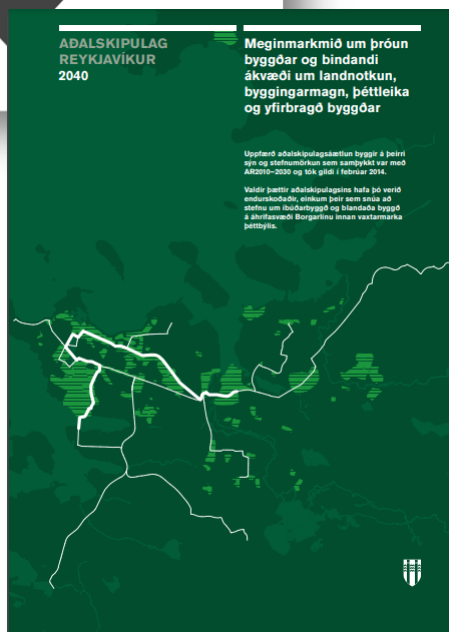 AÐALSKIPULAG
REYKJAVÍKUR
2040
Meginmarkmið um þróun
byggðar og bindandi
ákvæði um landnotkun,
byggingarmagn, þéttleika
og yfirbragð byggðar
Uppfærð aðalskipulagsáætlun byggir á þeirri
sýn og stefnumörkun sem samþykkt var með
AR2010–2030 og tók gildi í febrúar 2014.
Valdir þættir aðalskipulagsins hafa þó verið
endurskoðaðir, einkum þeir sem snúa að
stefnu um íbúðarbyggð og blandaða byggð
á áhrifasvæði Borgarlínu innan vaxtarmarka
þéttbýlis.